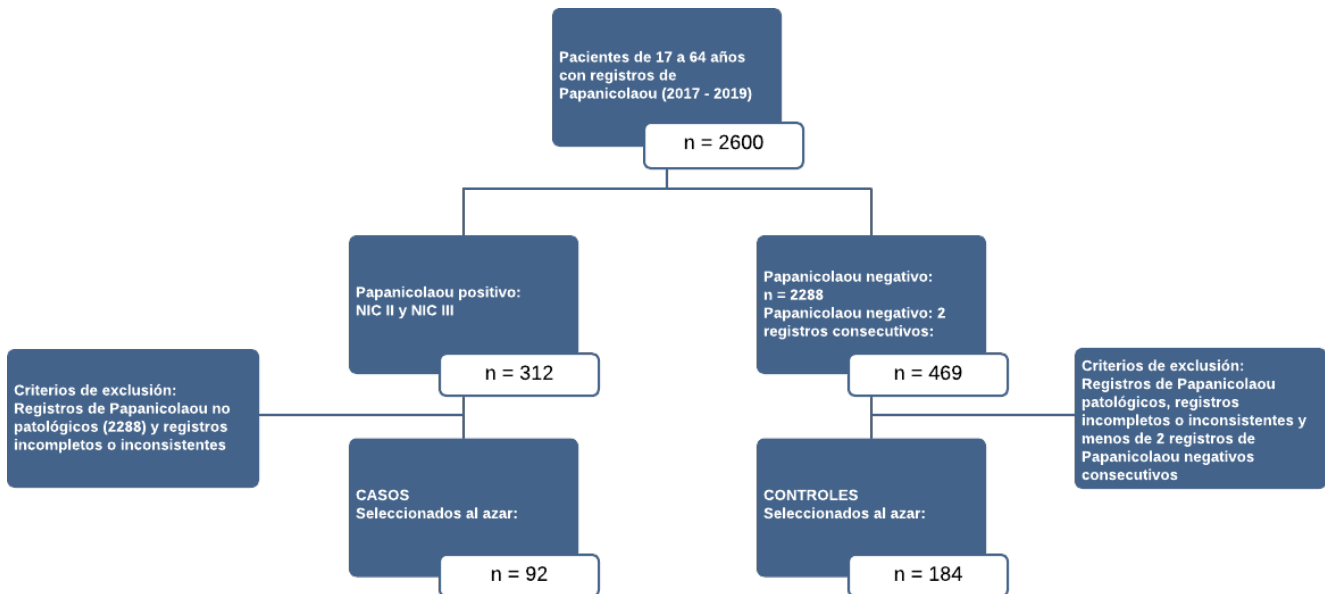 Pacientes de 17 a 64 años
con registros de
Papanicolaou (2017 - 2019)
n = 2600
Papanicolaou positivo:
NIC II y NIC III
n = 312
Papanicolaou negativo:
n = 2288
Papanicolaou negativo: 2
registros consecutivos:
n = 469
Criterios de exclusión:
Registros de Papanicolaou no
patológicos (2288) y registros
incompletos o inconsistentes
Criterios de exclusión:
Registros de Papanicolaou
patológicos, registros
incompletos o inconsistentes y
menos de 2 registros de
Papanicolaou negativos
consecutivos
CASOS
Seleccionados al azar:
n = 92
CONTROLES
Seleccionados al azar:
n = 184